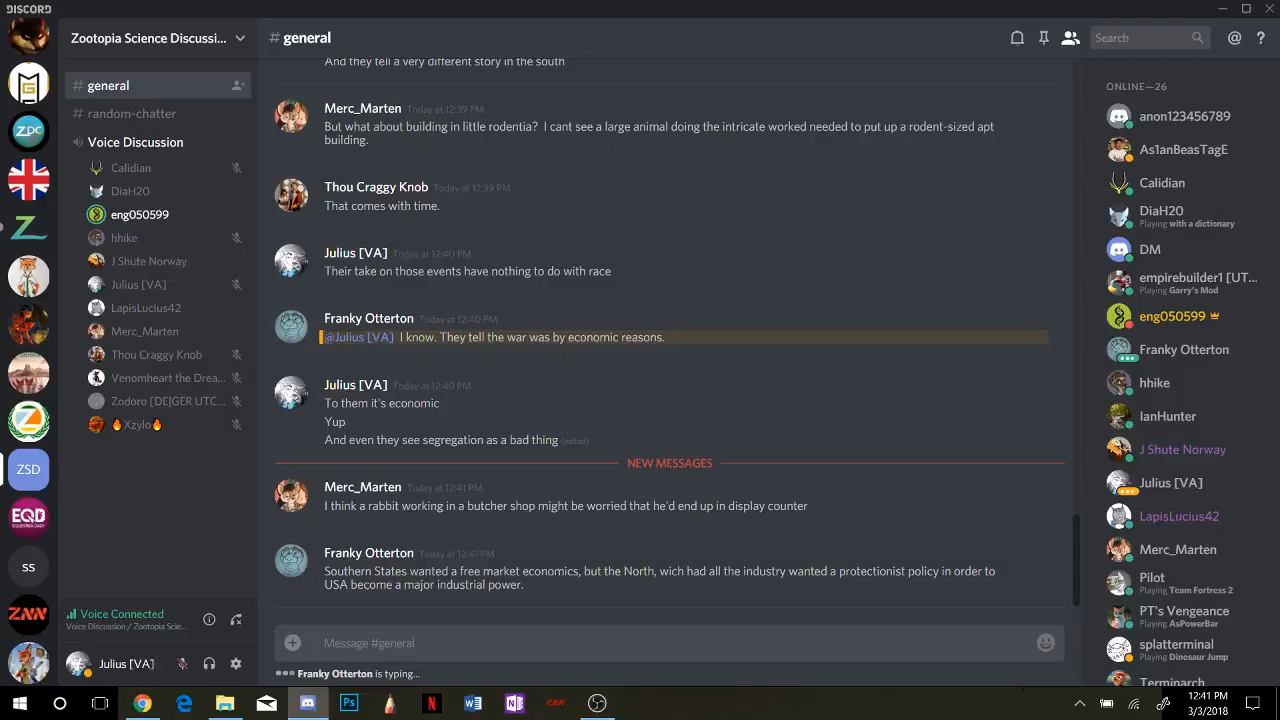 DISCORD
Zootopia Science Discussi...
# general
Search
@
?
# general
# random-chatter
Voice Discussion
Calidian
DiaH20
eng050599
hhike
J Shute Norway
Julius [VA]
LapisLucius42
Merc_Marten
Thou Craggy Knob
Venomheart the Drea...
Zodoro [DE|GER UTC...
🔥Xzylo🔥
Voice Connected
Voice Discussion / Zootopia Scie...
Julius [VA]
ZDC
ZSD
EQD
EQUESTRIA DAILY
ss
ZNN
And they tell a very different story in the south
Merc_Marten Today at 12:39 PM
But what about building in little rodentia? I cant see a large animal doing the intricate worked needed to put up a rodent-sized apt
building.
Thou Craggy Knob Today at 12:39 PM
That comes with time.
Julius [VA] Today at 12:40 PM
Their take on those events have nothing to do with race
Franky Otterton Today at 12:40 PM
@Julius [VA] I know. They tell the war was by economic reasons.
Julius [VA] Today at 12:40 PM
To them it's economic
Yup
And even they see segregation as a bad thing (edited)
NEW MESSAGES
Merc_Marten Today at 12:41 PM
I think a rabbit working in a butcher shop might be worried that he'd end up in display counter
Franky Otterton Today at 12:41 PM
Southern States wanted a free market economics, but the North, wich had all the industry wanted a protectionist policy in order to
USA become a major industrial power.
Message #general
Franky Otterton is typing...
ONLINE—26
anon123456789
As1anBeasTagE
Calidian
DiaH20
Playing with a dictionary
DM
empirebuilder1 [UT...
Playing Garry's Mod
eng050599
Franky Otterton
hhike
IanHunter
J Shute Norway
Julius [VA]
LapisLucius42
Merc_Marten
Pilot
Playing Team Fortress 2
PT's Vengeance
Playing AsPowerBar
splatterminal
Playing Dinosaur Jump
Terminarch
Ps
N
W
N
ZNN
12:41 PM
3/3/2018